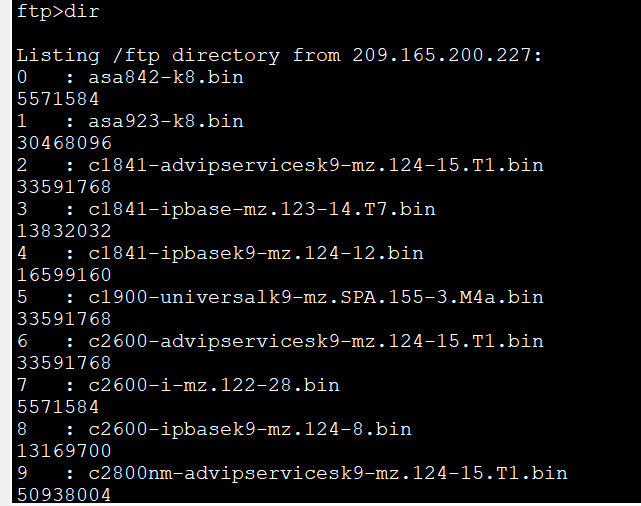 ftp>dir
Listing /ftp directory from 209.165.200.227:
0   : asa842-k8.bin
5571584
1   : asa923-k8.bin
30468096
2   : c1841-advipservicesk9-mz.124-15.T1.bin
33591768
3   : c1841-ipbase-mz.123-14.T7.bin
13832032
4   : c1841-ipbasek9-mz.124-12.bin
16599160
5   : c1900-universalk9-mz.SPA.155-3.M4a.bin
33591768
6   : c2600-advipservicesk9-mz.124-15.T1.bin
33591768
7   : c2600-i-mz.122-28.bin
5571584
8   : c2600-ipbasek9-mz.124-8.bin
13169700
9   : c2800nm-advipservicesk9-mz.124-15.T1.bin
50938004